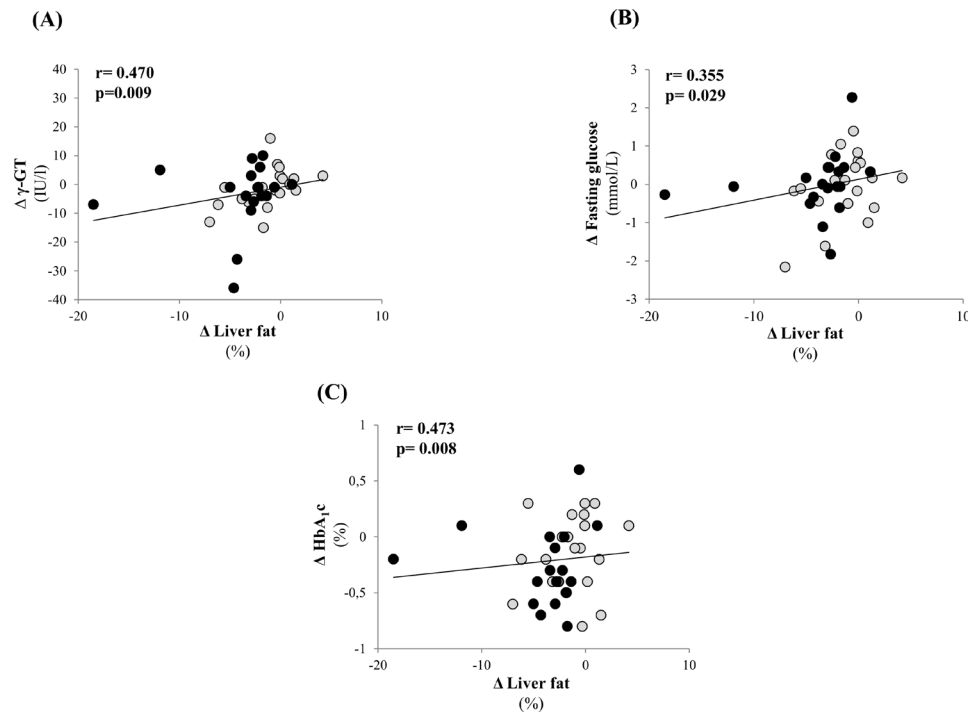 (A)
r= 0.470
p=0.009
40
30
20
10
0
-10
-20
-30
-40
Δ γ-GT
(IU/l)
-20
-10
0
10
Δ Liver fat
(%)
(B)
r= 0.355
p= 0.029
3
2
1
0
-1
-2
-3
Δ Fasting glucose
(mmol/L)
-20
-10
0
10
Δ Liver fat
(%)
(C)
r= 0.473
p= 0.008
1
0,5
0
-0,5
-1
Δ HbA₁c
(%)
-20
-10
0
10
Δ Liver fat
(%)